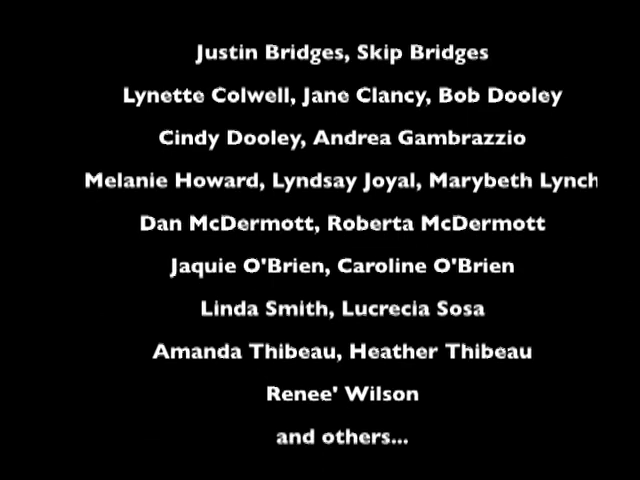 Justin Bridges, Skip Bridges
Lynette Colwell, Jane Clancy, Bob Dooley
Cindy Dooley, Andrea Gambrazzio
Melanie Howard, Lyndsay Joyal, Marybeth Lynch
Dan McDermott, Roberta McDermott
Jaquie O'Brien, Caroline O'Brien
Linda Smith, Lucrecia Sosa
Amanda Thibeau, Heather Thibeau
Renee' Wilson
and others...